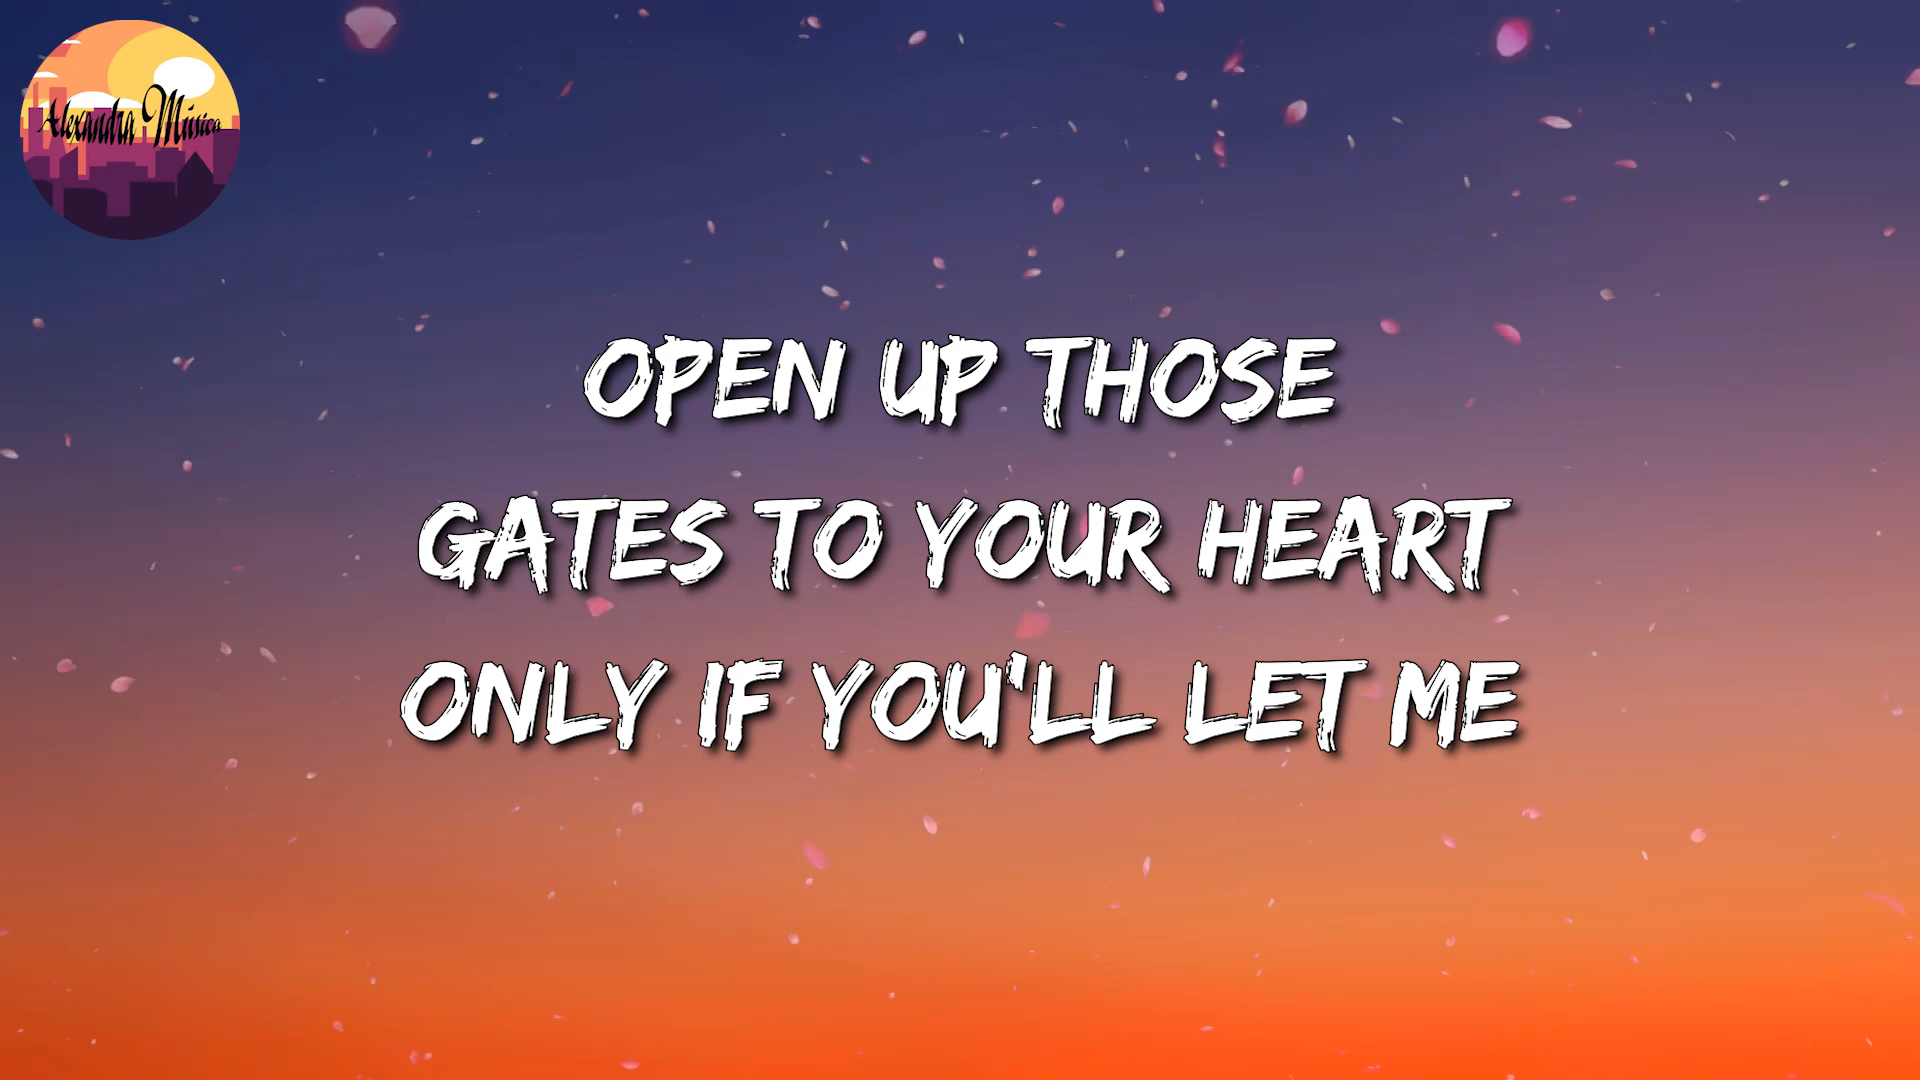 Alexandra Música
OPEN UP THOSE
GATES TO YOUR HEART
ONLY IF YOU'LL LET ME